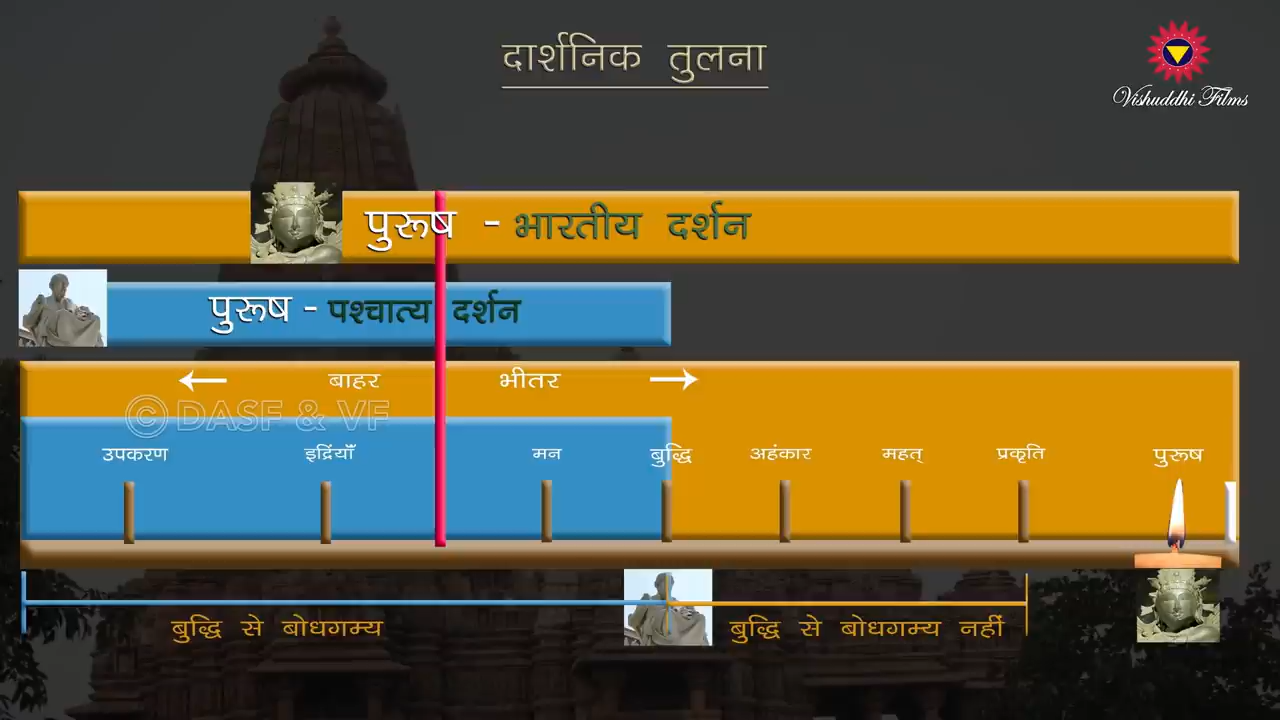 दार्शनिक तुलना
Vishuddhi Films
पुरूष - भारतीय दर्शन
पुरूष - पश्चात्य दर्शन
बाहर भीतर
© DASF & VF
उपकरण इद्रिंयाँ मन बुद्धि अहंकार महत् प्रकृति पुरूष
बुद्धि से बोधगम्य बुद्धि से बोधगम्य नहीं